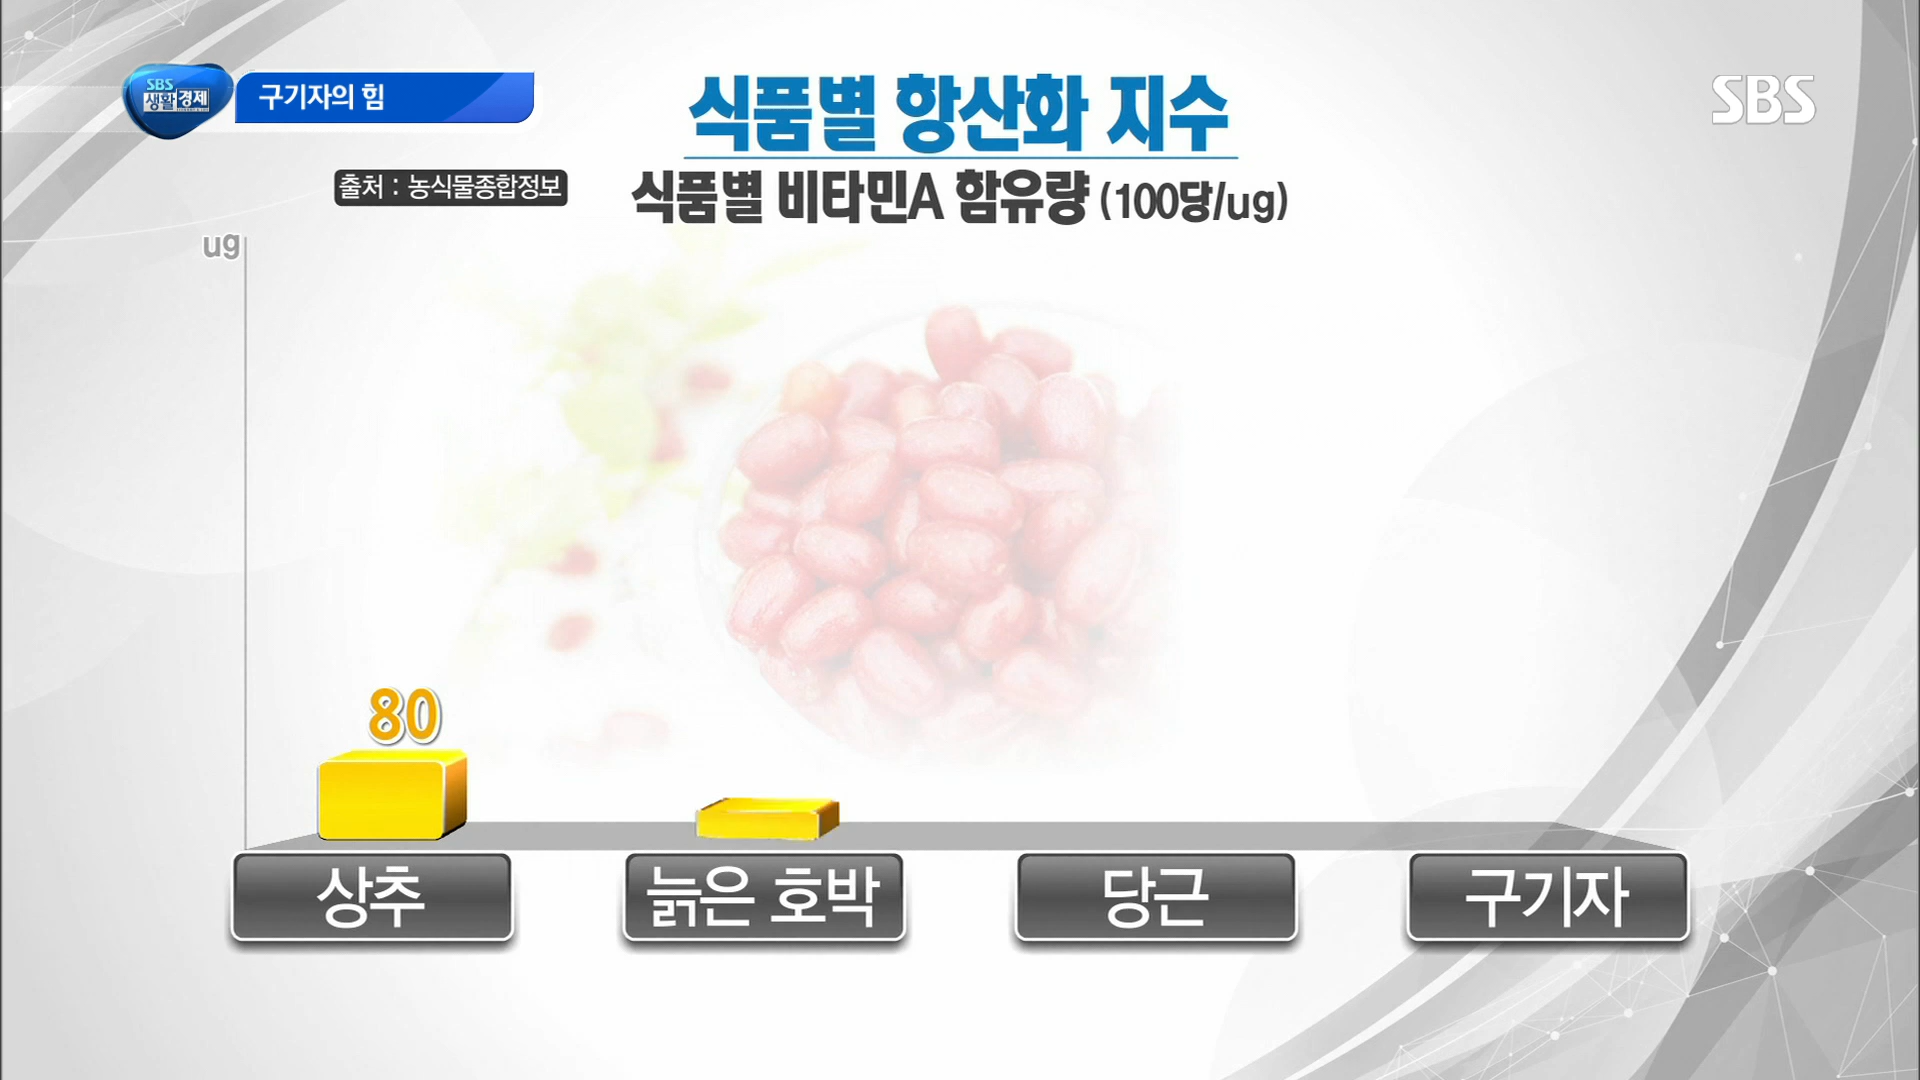 SBS
생활경제
구기자의 힘
식품별 항산화 지수
SBS
출처 : 농식물종합정보
식품별 비타민A 함유량 (100당/ug)
ug
80
상추
늙은 호박
당근
구기자